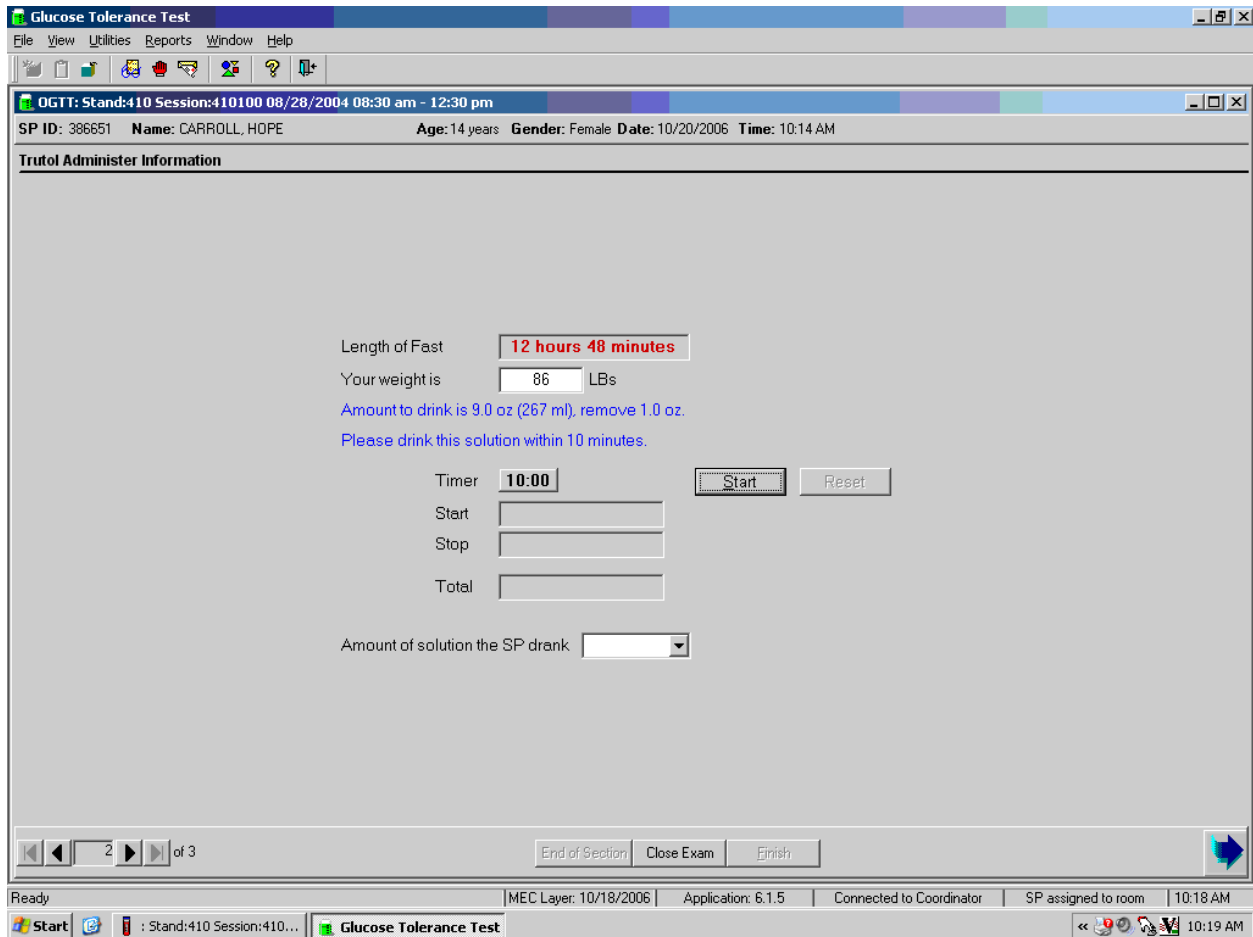 Glucose Tolerance Test
File View Utilities Reports Window Help
OGTT: Stand:410 Session:410100 08/28/2004 08:30 am - 12:30 pm
SP ID: 386651 Name: CARROLL, HOPE Age: 14 years Gender: Female Date: 10/20/2006 Time: 10:14 AM
Trutol Administer Information
Length of Fast 12 hours 48 minutes
Your weight is 86 LBs
Amount to drink is 9.0 oz (267 ml), remove 1.0 oz.
Please drink this solution within 10 minutes.
Timer 10:00 Start Reset
Start
Stop
Total
Amount of solution the SP drank
2 of 3 End of Section Close Exam Finish
Ready MEC Layer: 10/18/2006 Application: 6.1.5 Connected to Coordinator SP assigned to room 10:18 AM
Start : Stand:410 Session:410... Glucose Tolerance Test « 10:19 AM